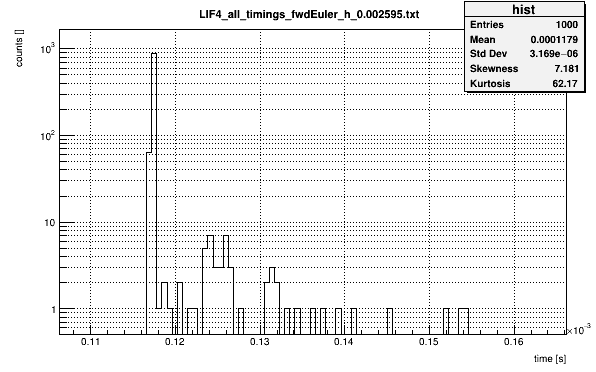 LIF4_all_timings_fwdEuler_h_0.002595.txt
hist
Entries 1000
Mean 0.0001179
Std Dev 3.169e−06
Skewness 7.181
Kurtosis 62.17
counts []
10³
10²
10
1
0.11 0.12 0.13 0.14 0.15 0.16
×10⁻³
time [s]